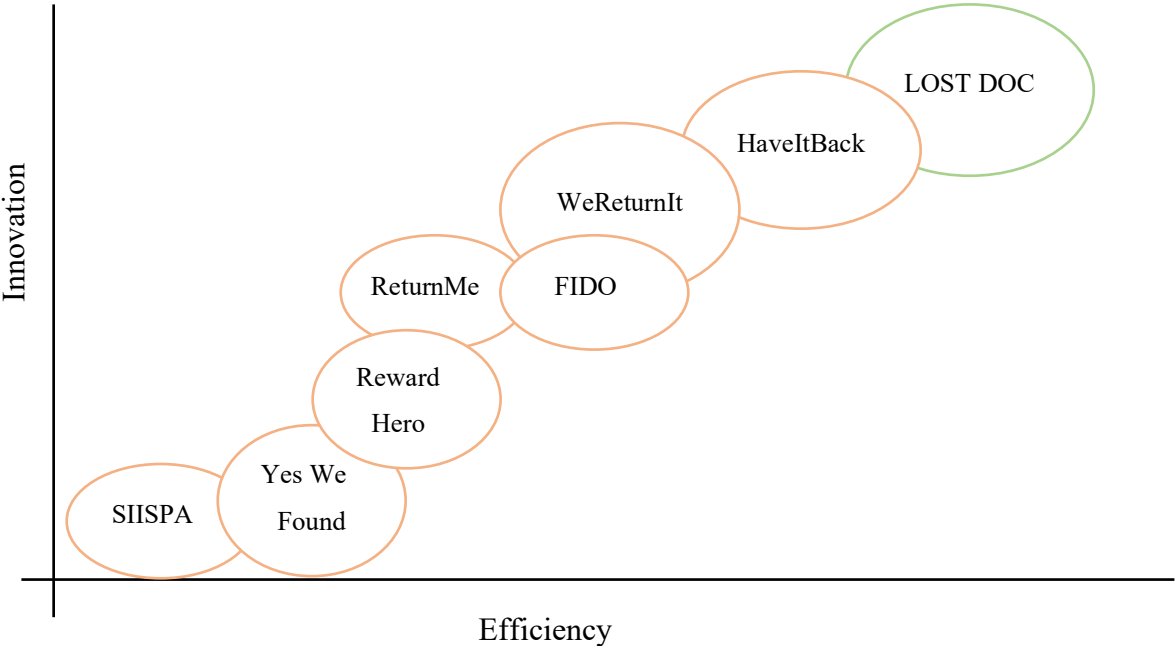 LOST DOC
HaveItBack
WeReturnIt
ReturnMe
FIDO
Reward
Hero
Yes We
Found
SIISPA
Innovation
Efficiency